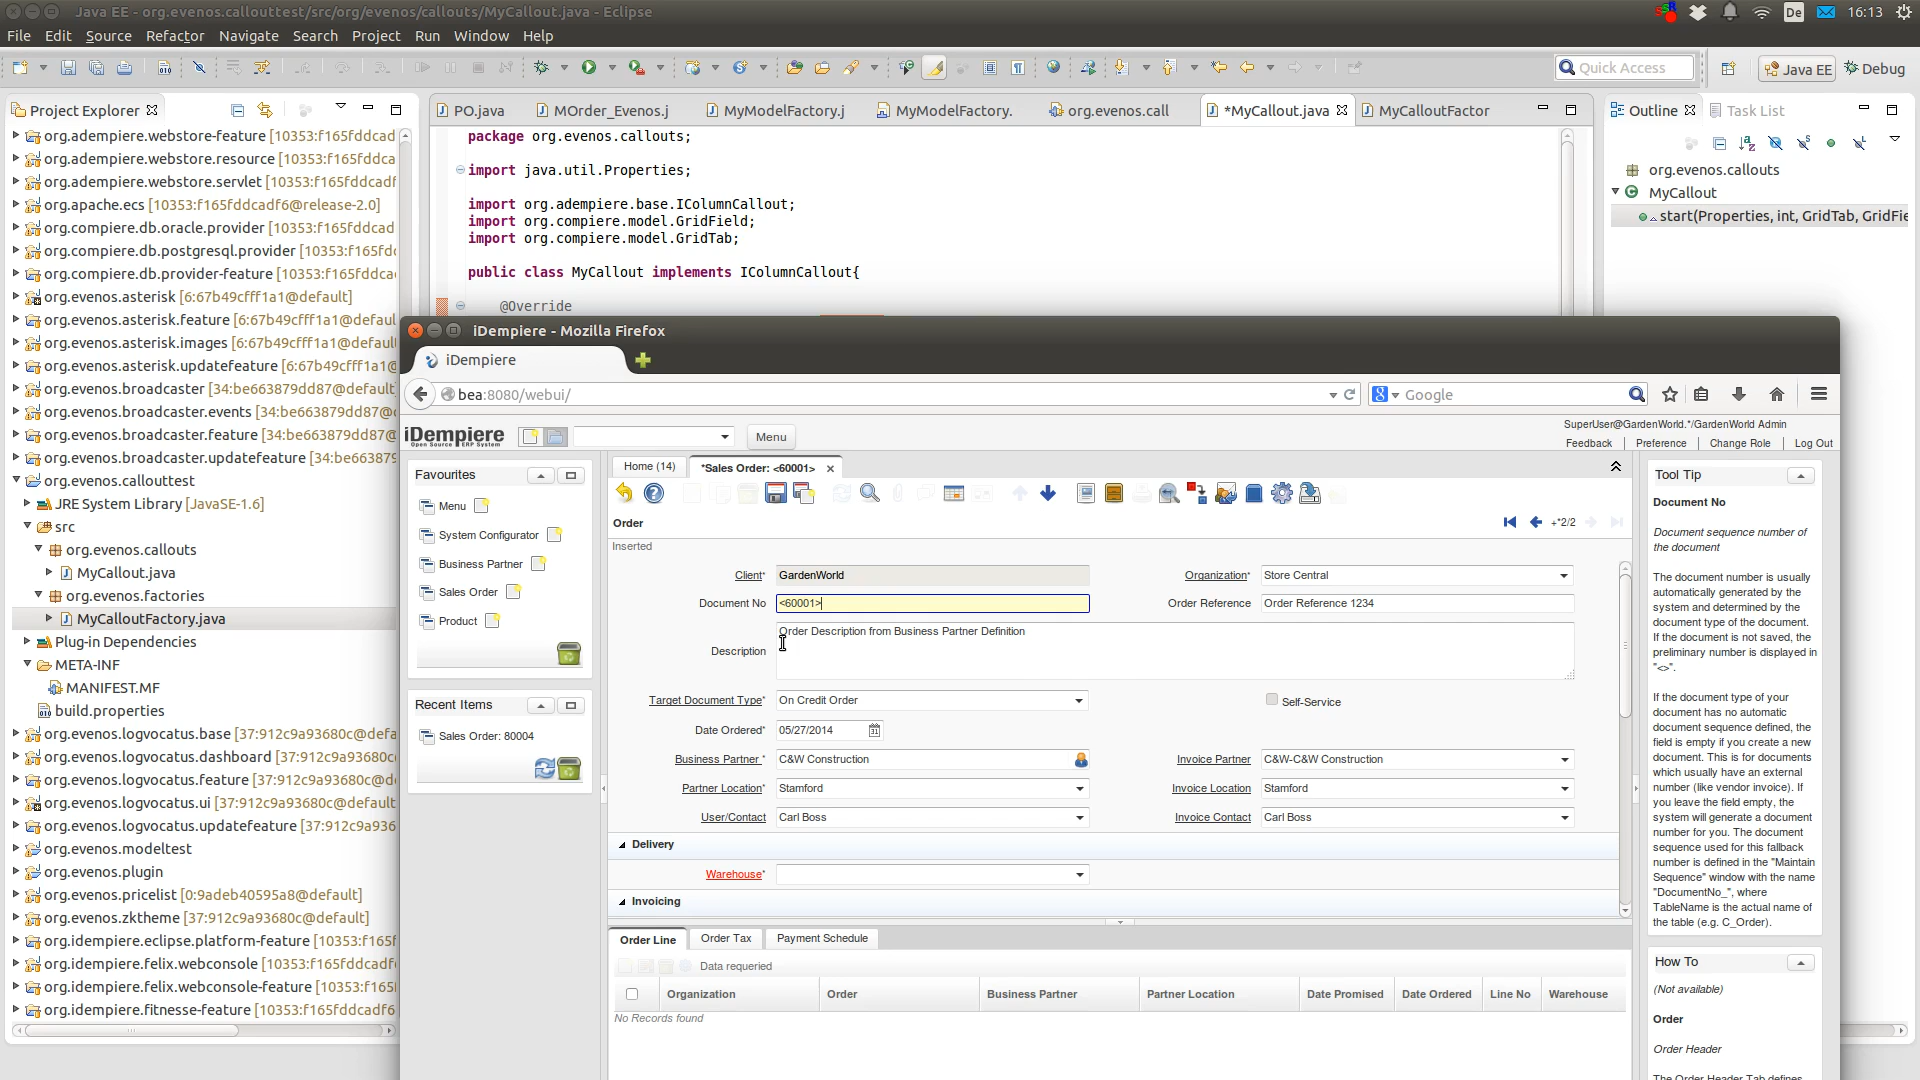 Java EE - org.evenos.callouttest/src/org/evenos/callouts/MyCallout.java - Eclipse
De
16:13
File Edit Source Refactor Navigate Search Project Run Window Help
Quick Access
Java EE
Debug
Project Explorer
org.adempiere.webstore-feature [10353:f165fddcad
org.adempiere.webstore.resource [10353:f165fddca
org.adempiere.webstore.servlet [10353:f165fddcadf
org.apache.ecs [10353:f165fddcadf6@release-2.0]
org.compiere.db.oracle.provider [10353:f165fddcad
org.compiere.db.postgresql.provider [10353:f165fd
org.compiere.db.provider-feature [10353:f165fddca
org.evenos.asterisk [6:67b49cfff1a1@default]
org.evenos.asterisk.feature [6:67b49cfff1a1@defau
org.evenos.asterisk.images [6:67b49cfff1a1@default
org.evenos.asterisk.updatefeature [6:67b49cfff1a1@
org.evenos.broadcaster [34:be663879dd87@default
org.evenos.broadcaster.events [34:be663879dd87@
org.evenos.broadcaster.feature [34:be663879dd87@
org.evenos.broadcaster.updatefeature [34:be66387
org.evenos.callouttest
JRE System Library [JavaSE-1.6]
src
org.evenos.callouts
MyCallout.java
org.evenos.factories
MyCalloutFactory.java
Plug-in Dependencies
META-INF
MANIFEST.MF
build.properties
org.evenos.logvocatus.base [37:912c9a93680c@defa
org.evenos.logvocatus.dashboard [37:912c9a93680c
org.evenos.logvocatus.feature [37:912c9a93680c@d
org.evenos.logvocatus.ui [37:912c9a93680c@default
org.evenos.logvocatus.updatefeature [37:912c9a936
org.evenos.modeltest
org.evenos.plugin
org.evenos.pricelist [0:9adeb40595a8@default]
org.evenos.zktheme [37:912c9a93680c@default]
org.idempiere.eclipse.platform-feature [10353:f165f
org.idempiere.felix.webconsole [10353:f165fddcadf
org.idempiere.felix.webconsole-feature [10353:f165
org.idempiere.fitnesse-feature [10353:f165fddcadf6
PO.java
MOrder_Evenos.j
MyModelFactory.j
MyModelFactory.
org.evenos.call
*MyCallout.java
MyCalloutFactor
package org.evenos.callouts;
import java.util.Properties;
import org.adempiere.base.IColumnCallout;
import org.compiere.model.GridField;
import org.compiere.model.GridTab;
public class MyCallout implements IColumnCallout{
@Override
Outline
Task List
org.evenos.callouts
MyCallout
start(Properties, int, GridTab, GridFie
iDempiere - Mozilla Firefox
iDempiere
bea:8080/webui/
Google
iDempiere
Open Source ERP System
Menu
SuperUser@GardenWorld.*/GardenWorld Admin
Feedback | Preference | Change Role | Log Out
Favourites
Menu
System Configurator
Business Partner
Sales Order
Product
Recent Items
Sales Order: 80004
Home (14)
*Sales Order: <60001>
Order
+*2/2
Inserted
Client* GardenWorld
Organization* Store Central
Document No <60001>
Order Reference Order Reference 1234
Description Order Description from Business Partner Definition
Target Document Type* On Credit Order
Self-Service
Date Ordered* 05/27/2014
Business Partner* C&W Construction
Invoice Partner C&W-C&W Construction
Partner Location* Stamford
Invoice Location Stamford
User/Contact Carl Boss
Invoice Contact Carl Boss
Delivery
Warehouse*
Invoicing
Order Line
Order Tax
Payment Schedule
Data requeried
Organization Order Business Partner Partner Location Date Promised Date Ordered Line No Warehouse
No Records found
Tool Tip
Document No
Document sequence number of
the document
The document number is usually
automatically generated by the
system and determined by the
document type of the document.
If the document is not saved, the
preliminary number is displayed in
"<>".
If the document type of your
document has no automatic
document sequence defined, the
field is empty if you create a new
document. This is for documents
which usually have an external
number (like vendor invoice). If
you leave the field empty, the
system will generate a document
number for you. The document
sequence used for this fallback
number is defined in the "Maintain
Sequence" window with the name
"DocumentNo_", where
TableName is the actual name of
the table (e.g. C_Order).
How To
(Not available)
Order
Order Header
The Order Header Tab defines